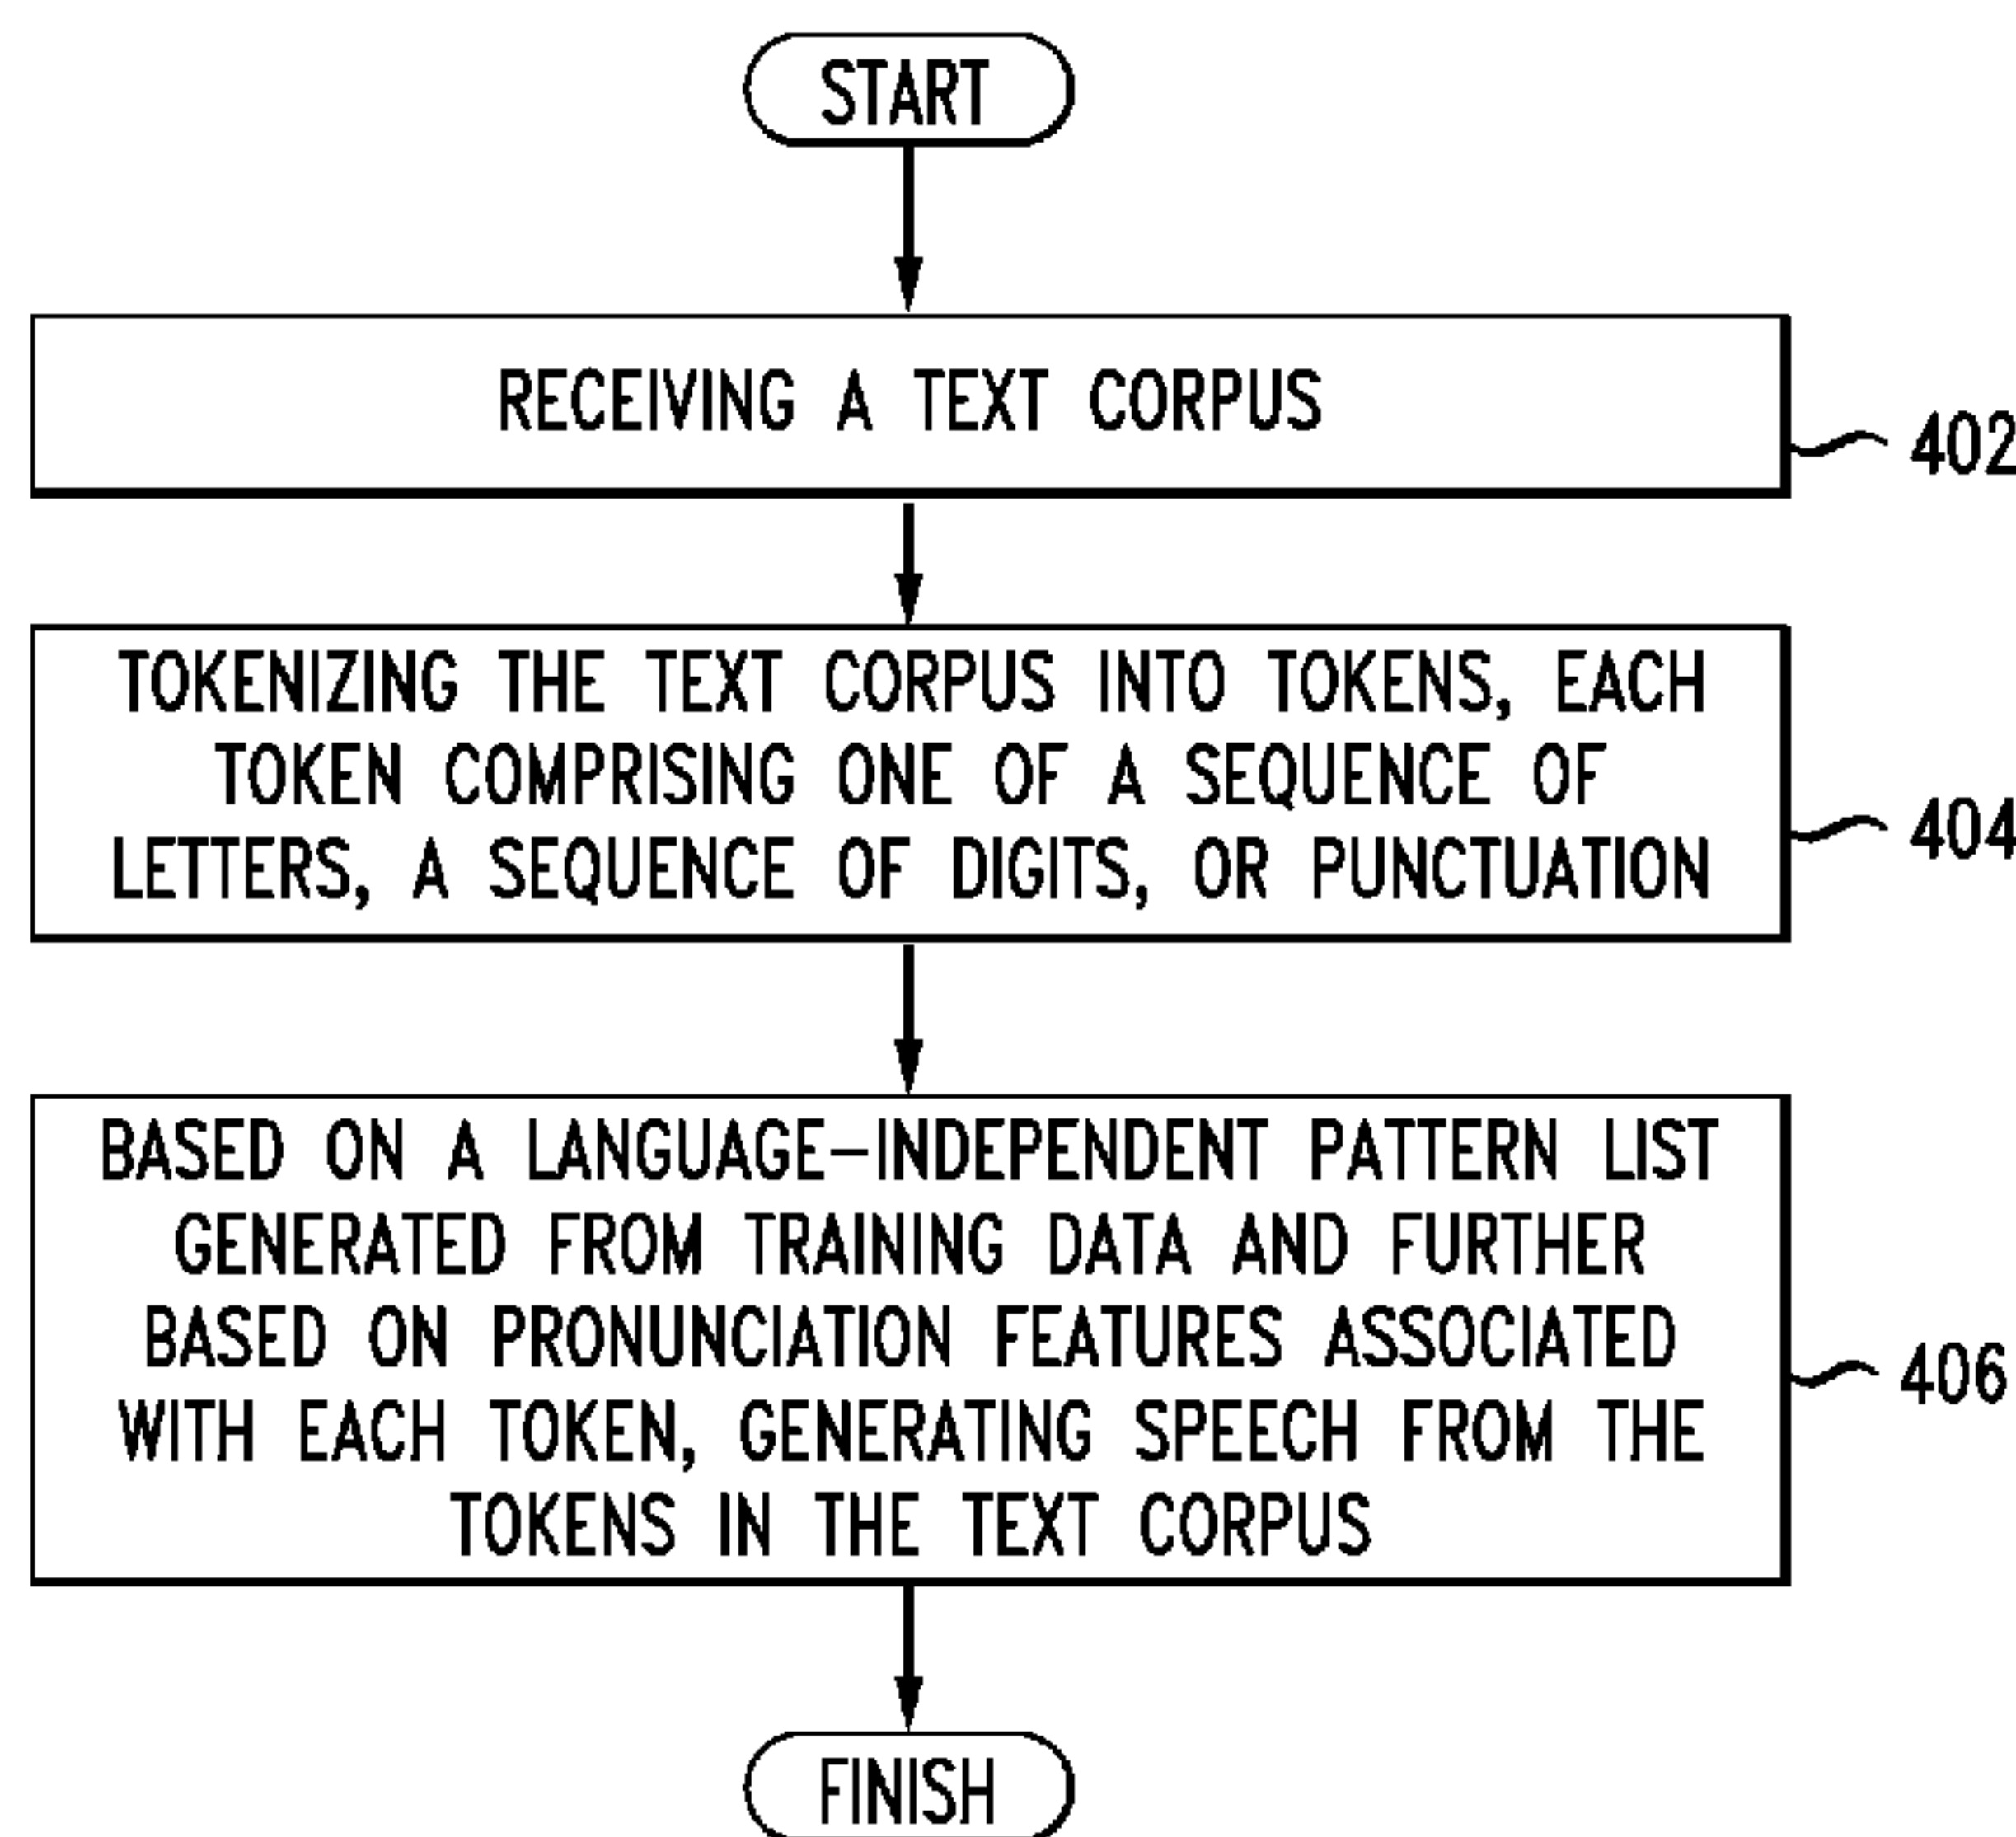 START
RECEIVING A TEXT CORPUS
402
TOKENIZING THE TEXT CORPUS INTO TOKENS, EACH
TOKEN COMPRISING ONE OF A SEQUENCE OF
LETTERS, A SEQUENCE OF DIGITS, OR PUNCTUATION
404
BASED ON A LANGUAGE-INDEPENDENT PATTERN LIST
GENERATED FROM TRAINING DATA AND FURTHER
BASED ON PRONUNCIATION FEATURES ASSOCIATED
WITH EACH TOKEN, GENERATING SPEECH FROM THE
TOKENS IN THE TEXT CORPUS
406
FINISH